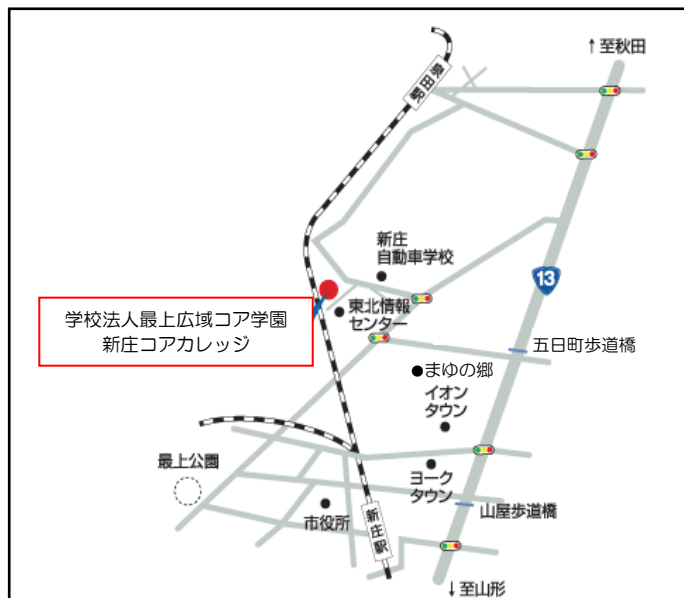 ↑至秋田
泉田駅
新庄
自動車学校
13
学校法人最上広域コア学園
新庄コアカレッジ
東北情報
センター
五日町歩道橋
●まゆの郷
イオン
タウン
最上公園
ヨーク
タウン
市役所
新庄駅
山屋歩道橋
↓至山形